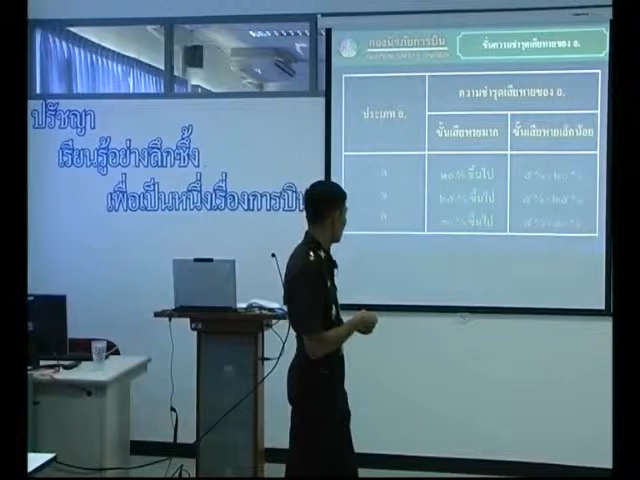 กองนิรภัยการบิน
ขั้นความชำรุดเสียหายของ อ.
ประเภท อ.
ความชำรุดเสียหายของ อ.
ขั้นเสียหายมาก
ขั้นเสียหายเล็กน้อย
๒๐ % ขึ้นไป
๒๕ % ขึ้นไป
๓๐ % ขึ้นไป
ปรัชญา
เรียนรู้อย่างลึกซึ้ง
เพื่อเป็นหนึ่งเรื่องการบิน